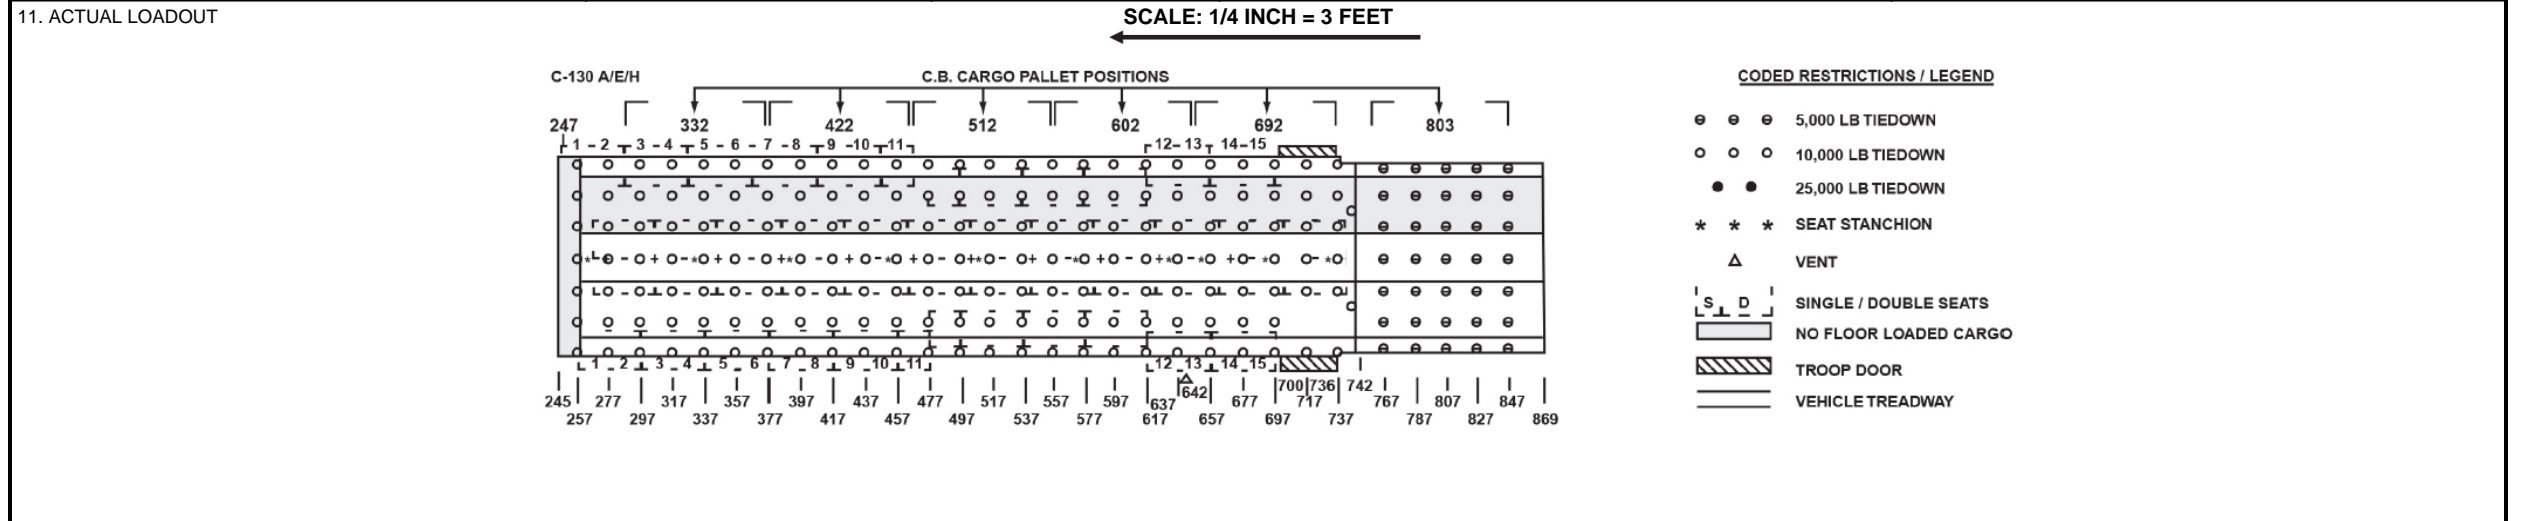 11. ACTUAL LOADOUT
SCALE: 1/4 INCH = 3 FEET
C-130 A/E/H
C.B. CARGO PALLET POSITIONS
CODED RESTRICTIONS / LEGEND
332 422 512 602 692 803
247
1 - 2 3 - 4 5 - 6 - 7 - 8 9 - 10 11 12 - 13 14 - 15
5,000 LB TIEDOWN
10,000 LB TIEDOWN
25,000 LB TIEDOWN
* * * SEAT STANCHION
VENT
S D SINGLE / DOUBLE SEATS
NO FLOOR LOADED CARGO
TROOP DOOR
VEHICLE TREADWAY
1 - 2 3 - 4 5 - 6 7 - 8 9 - 10 11 12 - 13 14 - 15
700 736 742
642
245 277 317 357 397 437 477 517 557 597 637 677 717 767 807 847
257 297 337 377 417 457 497 537 577 617 657 697 737 787 827 869